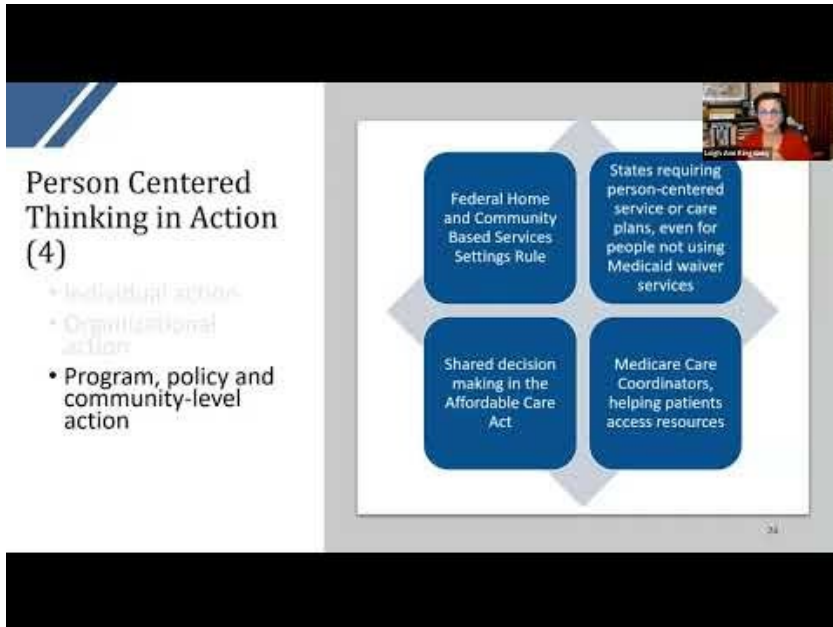 Person Centered
Thinking in Action
(4)
• Individual action
• Organizational
action
• Program, policy and
community-level
action
Federal Home
and Community
Based Services
Settings Rule
States requiring
person-centered
service or care
plans, even for
people not using
Medicaid waiver
services
Shared decision
making in the
Affordable Care
Act
Medicare Care
Coordinators,
helping patients
access resources
Leigh Ann